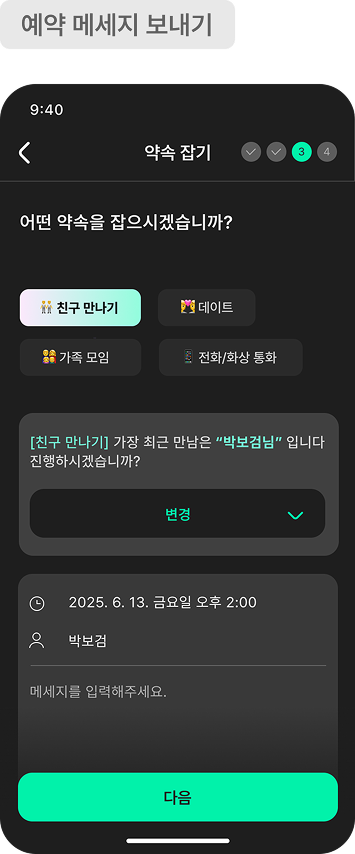 예약 메세지 보내기
9:40
약속 잡기
3
4
어떤 약속을 잡으시겠습니까?
친구 만나기
데이트
가족 모임
전화/화상 통화
[친구 만나기] 가장 최근 만남은 “박보검님” 입니다
진행하시겠습니까?
변경
2025. 6. 13. 금요일 오후 2:00
박보검
메세지를 입력해주세요.
다음